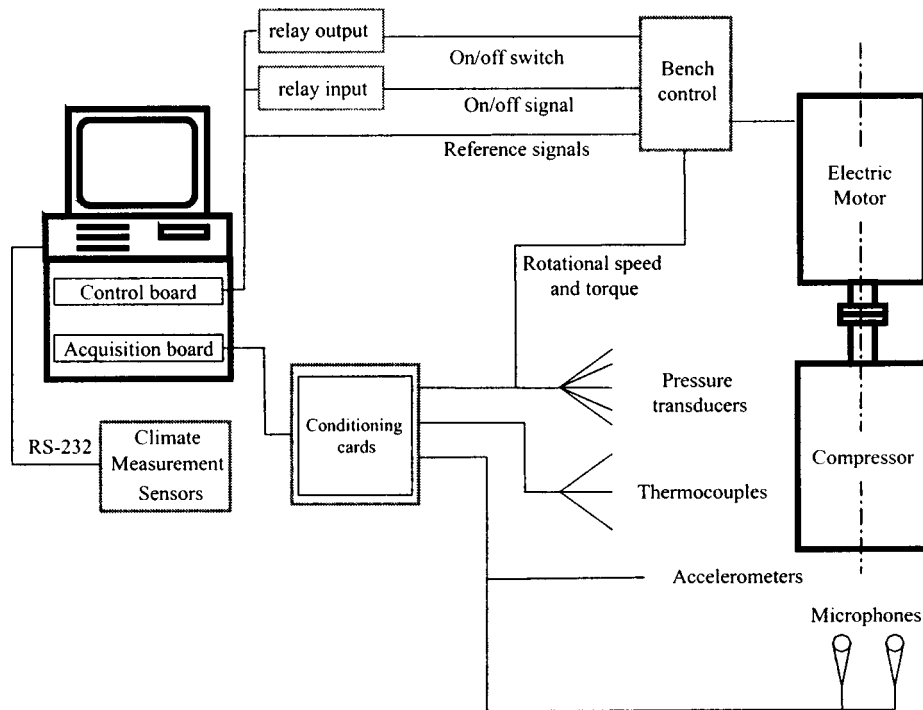 relay output
On/off switch
relay input
On/off signal
Reference signals
Bench
control
Electric
Motor
Control board
Acquisition board
Rotational speed
and torque
RS-232
Climate
Measurement
Sensors
Conditioning
cards
Pressure
transducers
Thermocouples
Compressor
Accelerometers
Microphones